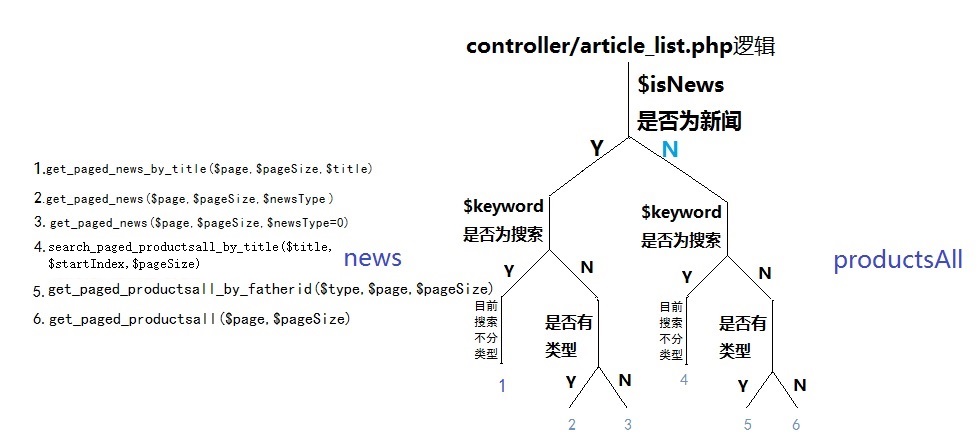 controller/article_list.php逻辑
$isNews
是否为新闻
Y
N
1.get_paged_news_by_title($page,$pageSize,$title)
2.get_paged_news($page,$pageSize,$newsType)
3. get_paged_news($page,$pageSize,$newsType=0)
4.search_paged_productsall_by_title($title,
$startIndex,$pageSize)
5. get_paged_productsall_by_fatherid($type,$page,$pageSize)
6. get_paged_productsall($page,$pageSize)
news
$keyword
是否为搜索
Y
N
目前
搜索
不分
类型
1
是否有
类型
Y
N
2
3
$keyword
是否为搜索
Y
N
目前
搜索
不分
类型
4
是否有
类型
Y
N
5
6
productsAll